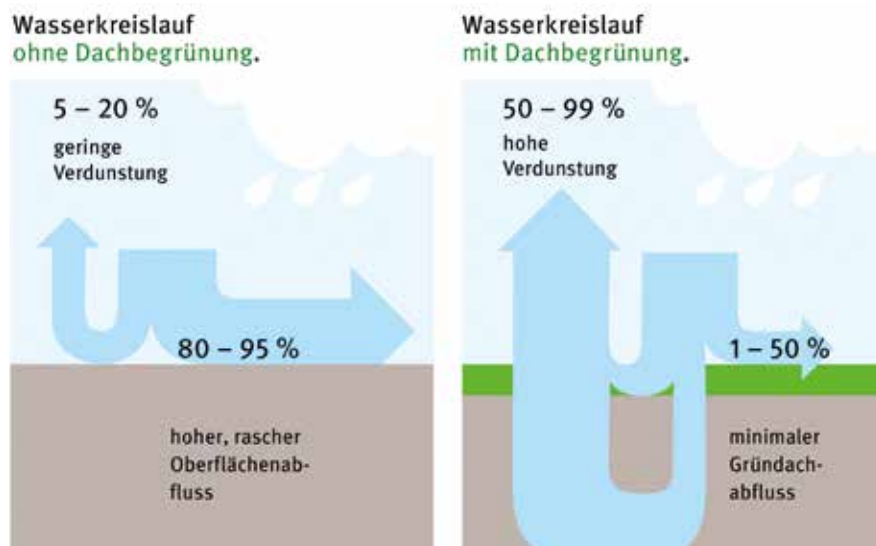 Wasserkreislauf
ohne Dachbegrünung.
5 – 20 %
geringe
Verdunstung
80 – 95 %
hoher, rascher
Oberflächenab-
fluss
Wasserkreislauf
mit Dachbegrünung.
50 – 99 %
hohe
Verdunstung
1 – 50 %
minimaler
Gründach-
abfluss